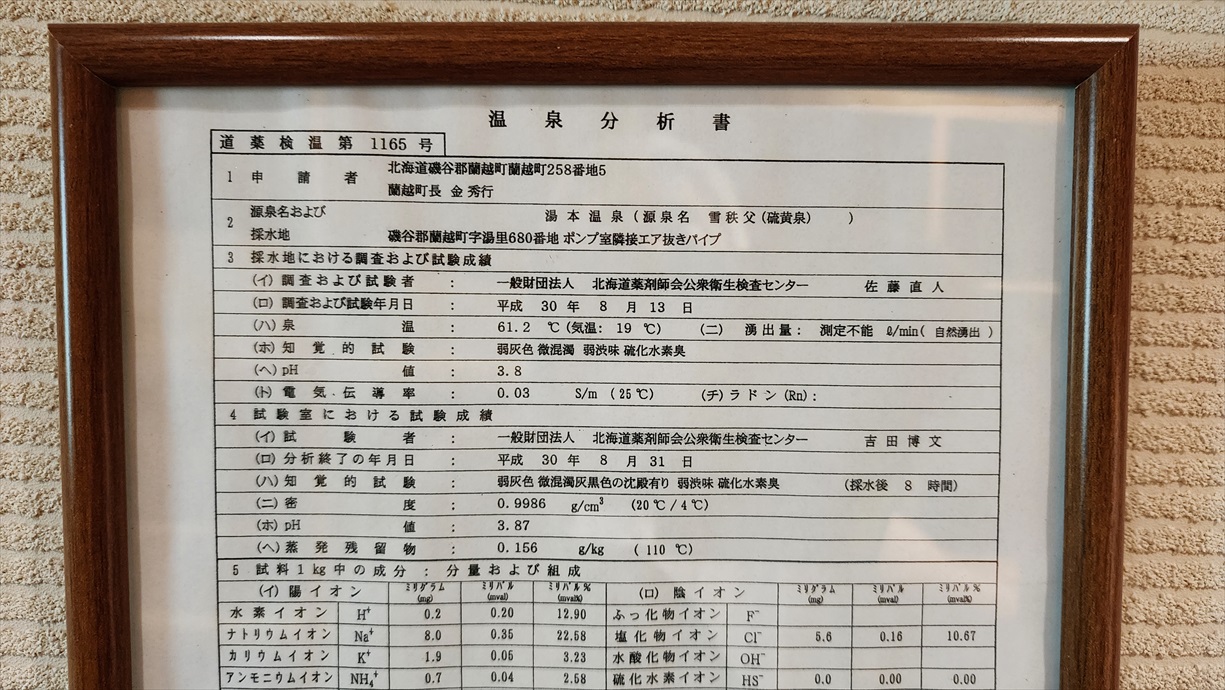 温泉分析書
道薬検温第 1165 号
1 申請者 北海道磯谷郡蘭越町蘭越町258番地5
蘭越町長 金 秀行
2 源泉名および 湯本温泉(源泉名 雪秩父(硫黄泉) )
採水地 磯谷郡蘭越町字湯里680番地 ポンプ室隣接エア抜きパイプ
3 採水地における調査および試験成績
(イ)調査および試験者 : 一般財団法人 北海道薬剤師会公衆衛生検査センター 佐藤直人
(ロ)調査および試験年月日 : 平成 30 年 8 月 13 日
(ハ)泉温 : 61.2 ℃(気温: 19 ℃) (二) 湧出量: 測定不能 ℓ/min( 自然湧出 )
(ホ)知覚的試験 : 弱灰色 微混濁 弱渋味 硫化水素臭
(ヘ)pH値 : 3.8
(ト)電気伝導率 : 0.03 S/m (25℃) (チ)ラドン(Rn):
4 試験室における試験成績
(イ)試験者 : 一般財団法人 北海道薬剤師会公衆衛生検査センター 吉田博文
(ロ)分析終了の年月日 : 平成 30 年 8 月 31 日
(ハ)知覚的試験 : 弱灰色 微混濁灰黒色の沈殿有り 弱渋味 硫化水素臭 (採水後 8 時間)
(二)密度 : 0.9986 g/cm³ (20℃/4℃)
(ホ)pH値 : 3.87
(ヘ)蒸発残留物 : 0.156 g/kg (110 ℃)
5 試料1kg中の成分:分量および組成
(イ)陽イオン ミリグラム(mg) ミリバル(mval) ミリバル%(mval%) (ロ)陰イオン ミリグラム(mg) ミリバル(mval) ミリバル%(mval%)
水素イオン H⁺ 0.2 0.20 12.90 ふっ化物イオン F⁻
ナトリウムイオン Na⁺ 8.0 0.35 22.58 塩化物イオン Cl⁻ 5.6 0.16 10.67
カリウムイオン K⁺ 1.9 0.05 3.23 水酸化物イオン OH⁻
アンモニウムイオン NH₄⁺ 0.7 0.04 2.58 硫化水素イオン HS⁻ 0.0 0.00 0.00